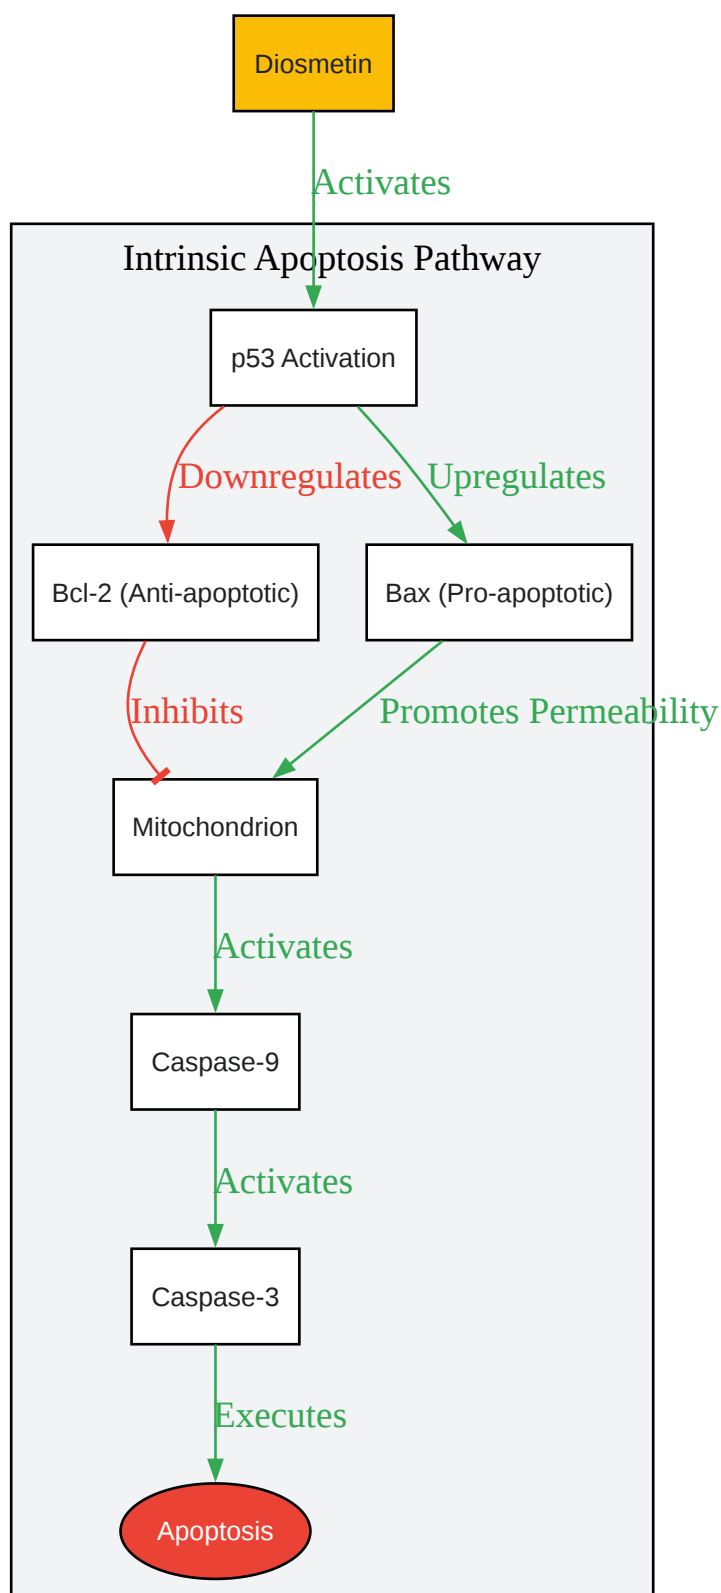 Diosmetin
Activates
Intrinsic Apoptosis Pathway
p53 Activation
Downregulates
Upregulates
Bcl-2 (Anti-apoptotic)
Bax (Pro-apoptotic)
Inhibits
Promotes Permeability
Mitochondrion
Activates
Caspase-9
Activates
Caspase-3
Executes
Apoptosis